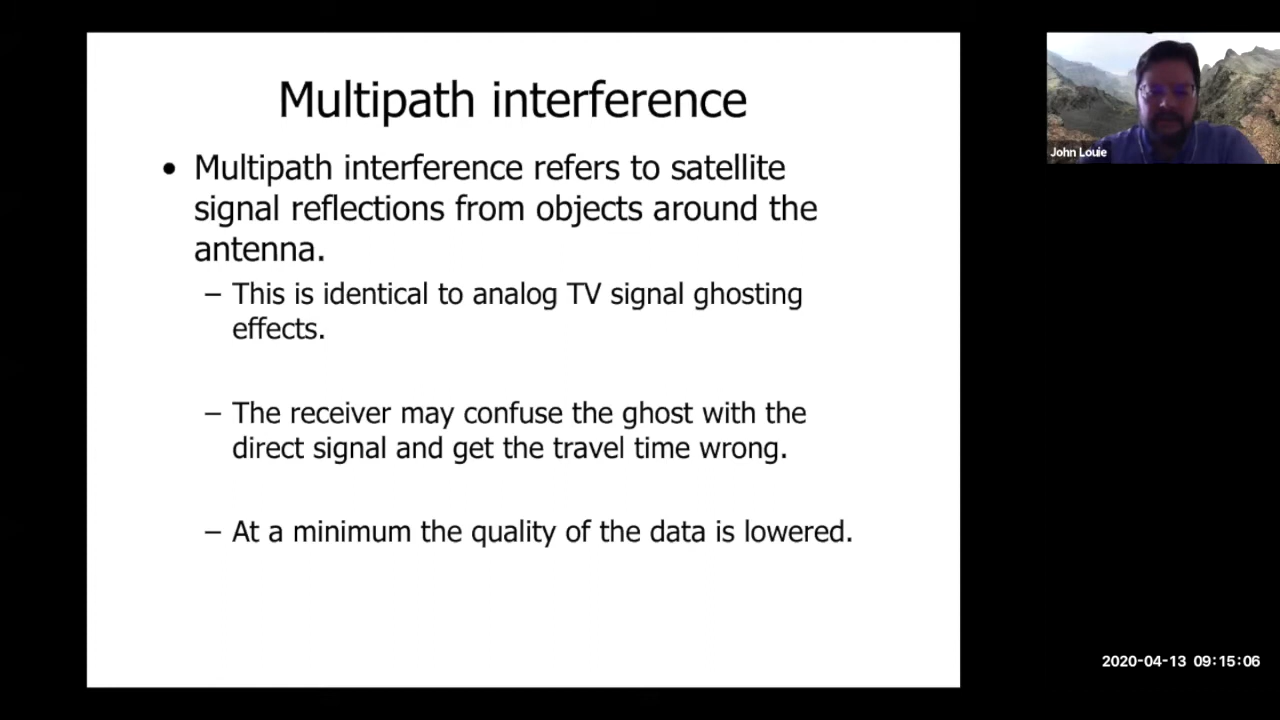 Multipath interference
• Multipath interference refers to satellite
signal reflections from objects around the
antenna.
– This is identical to analog TV signal ghosting
effects.
– The receiver may confuse the ghost with the
direct signal and get the travel time wrong.
– At a minimum the quality of the data is lowered.
John Louie
2020-04-13 09:15:06